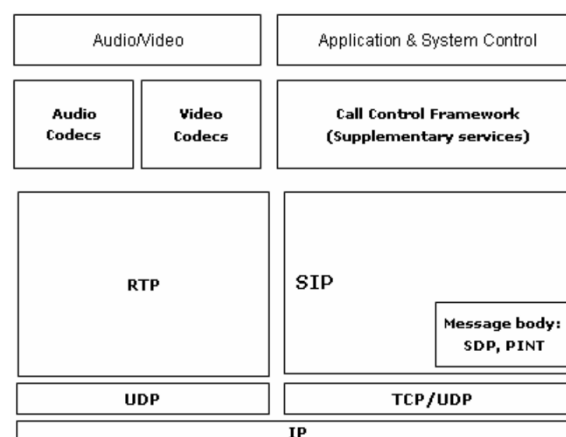 Audio/Video
Application & System Control
Audio
Codecs
Video
Codecs
Call Control Framework
(Supplementary services)
RTP
SIP
Message body:
SDP, PINT
UDP
TCP/UDP
IP